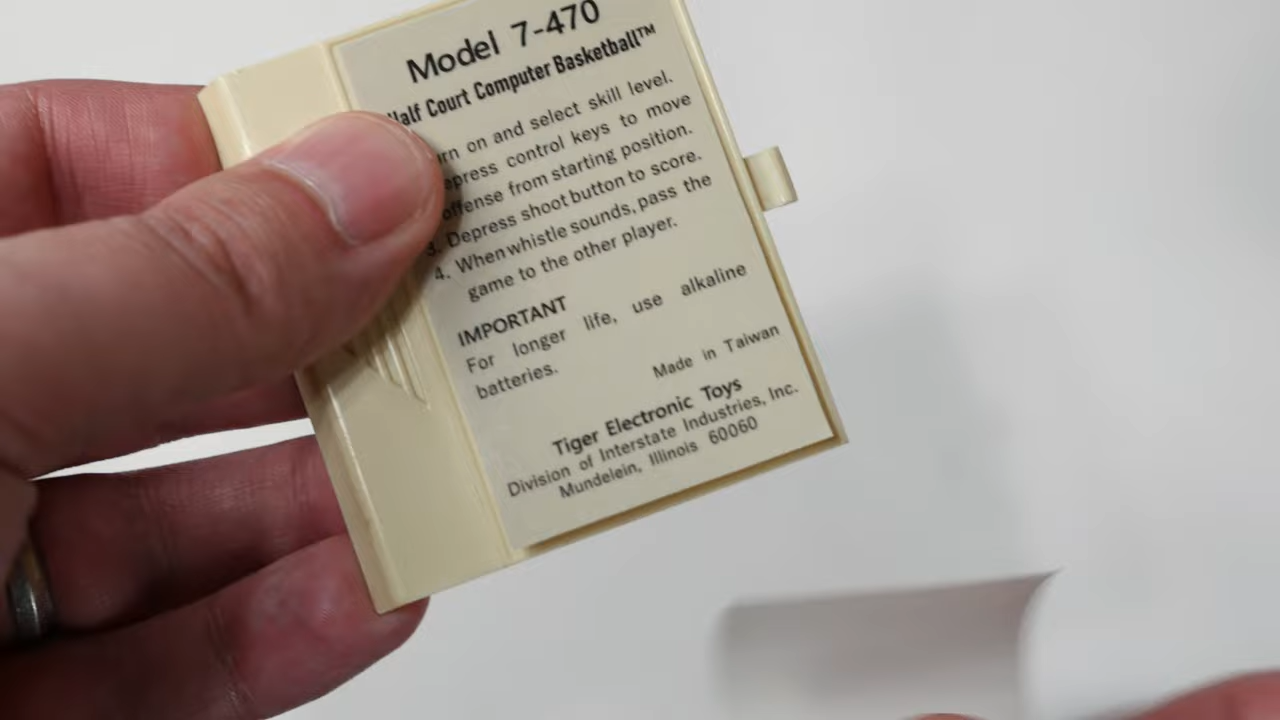 Model 7-470
Half Court Computer Basketball™
on and select skill level.
control keys to move
offense from starting position.
3. Depress shoot button to score.
4. When whistle sounds, pass the
game to the other player.
IMPORTANT
For longer life, use alkaline
batteries.
Made in Taiwan
Tiger Electronic Toys
Division of Interstate Industries, Inc.
Mundelein, Illinois 60060